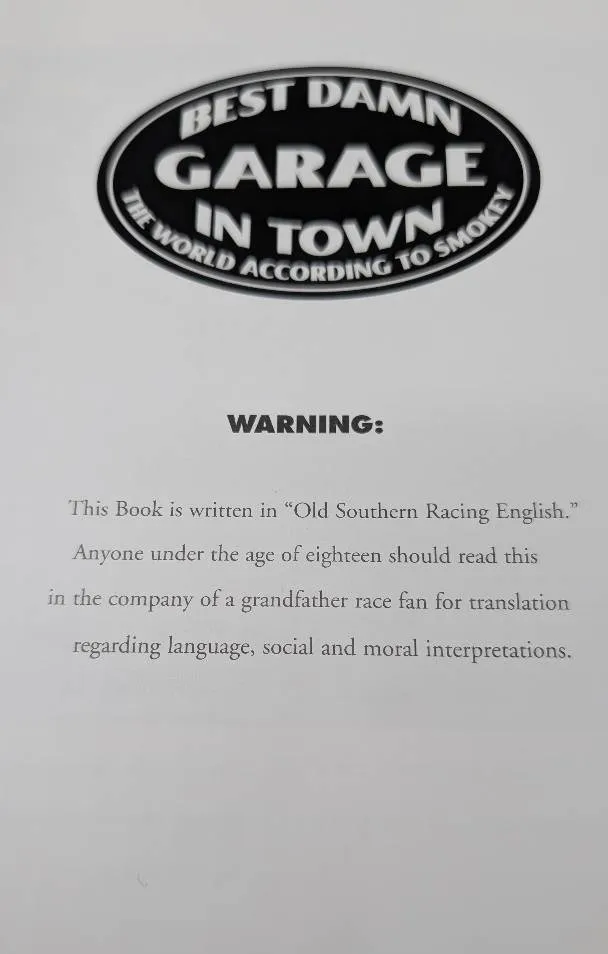 BEST DAMN
GARAGE
IN TOWN
THE WORLD ACCORDING TO SMOKEY
WARNING:
This Book is written in “Old Southern Racing English.”
Anyone under the age of eighteen should read this
in the company of a grandfather race fan for translation
regarding language, social and moral interpretations.